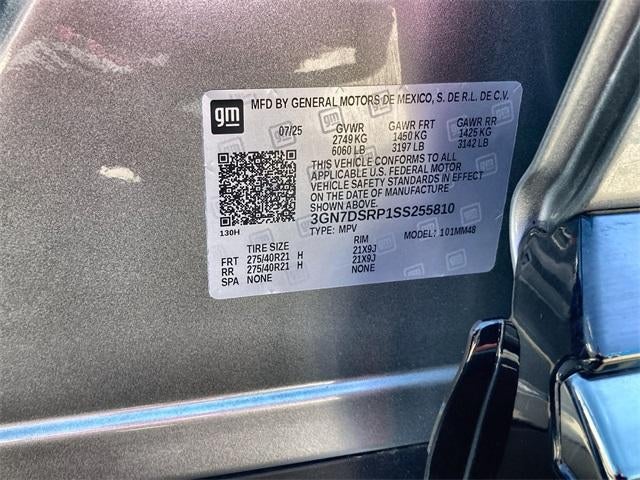 gm
MFD BY GENERAL MOTORS DE MEXICO, S. DE R.L. DE C.V.
07/25 GVWR GAWR FRT GAWR RR
2749 KG 1450 KG 1425 KG
6060 LB 3197 LB 3142 LB
THIS VEHICLE CONFORMS TO ALL
APPLICABLE U.S. FEDERAL MOTOR
VEHICLE SAFETY STANDARDS IN EFFECT
ON THE DATE OF MANUFACTURE
SHOWN ABOVE.
130H 3GN7DSRP1SS255810
TYPE: MPV MODEL: 101MM48
TIRE SIZE RIM
FRT 275/40R21 H 21X9J
RR 275/40R21 H 21X9J
SPA NONE NONE